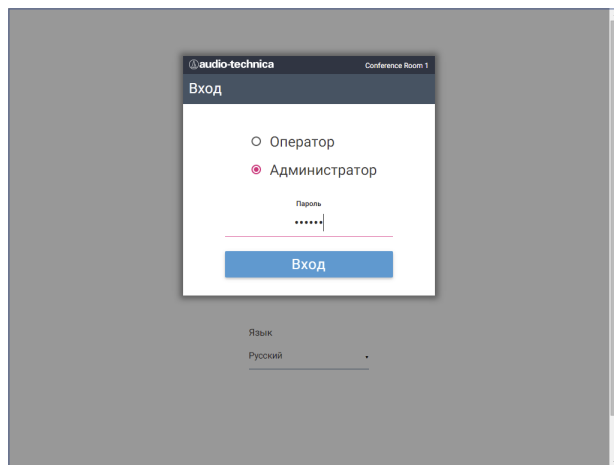 audio-technica
Conference Room 1
Вход
Оператор
Администратор
Пароль
••••••
Вход
Язык
Русский